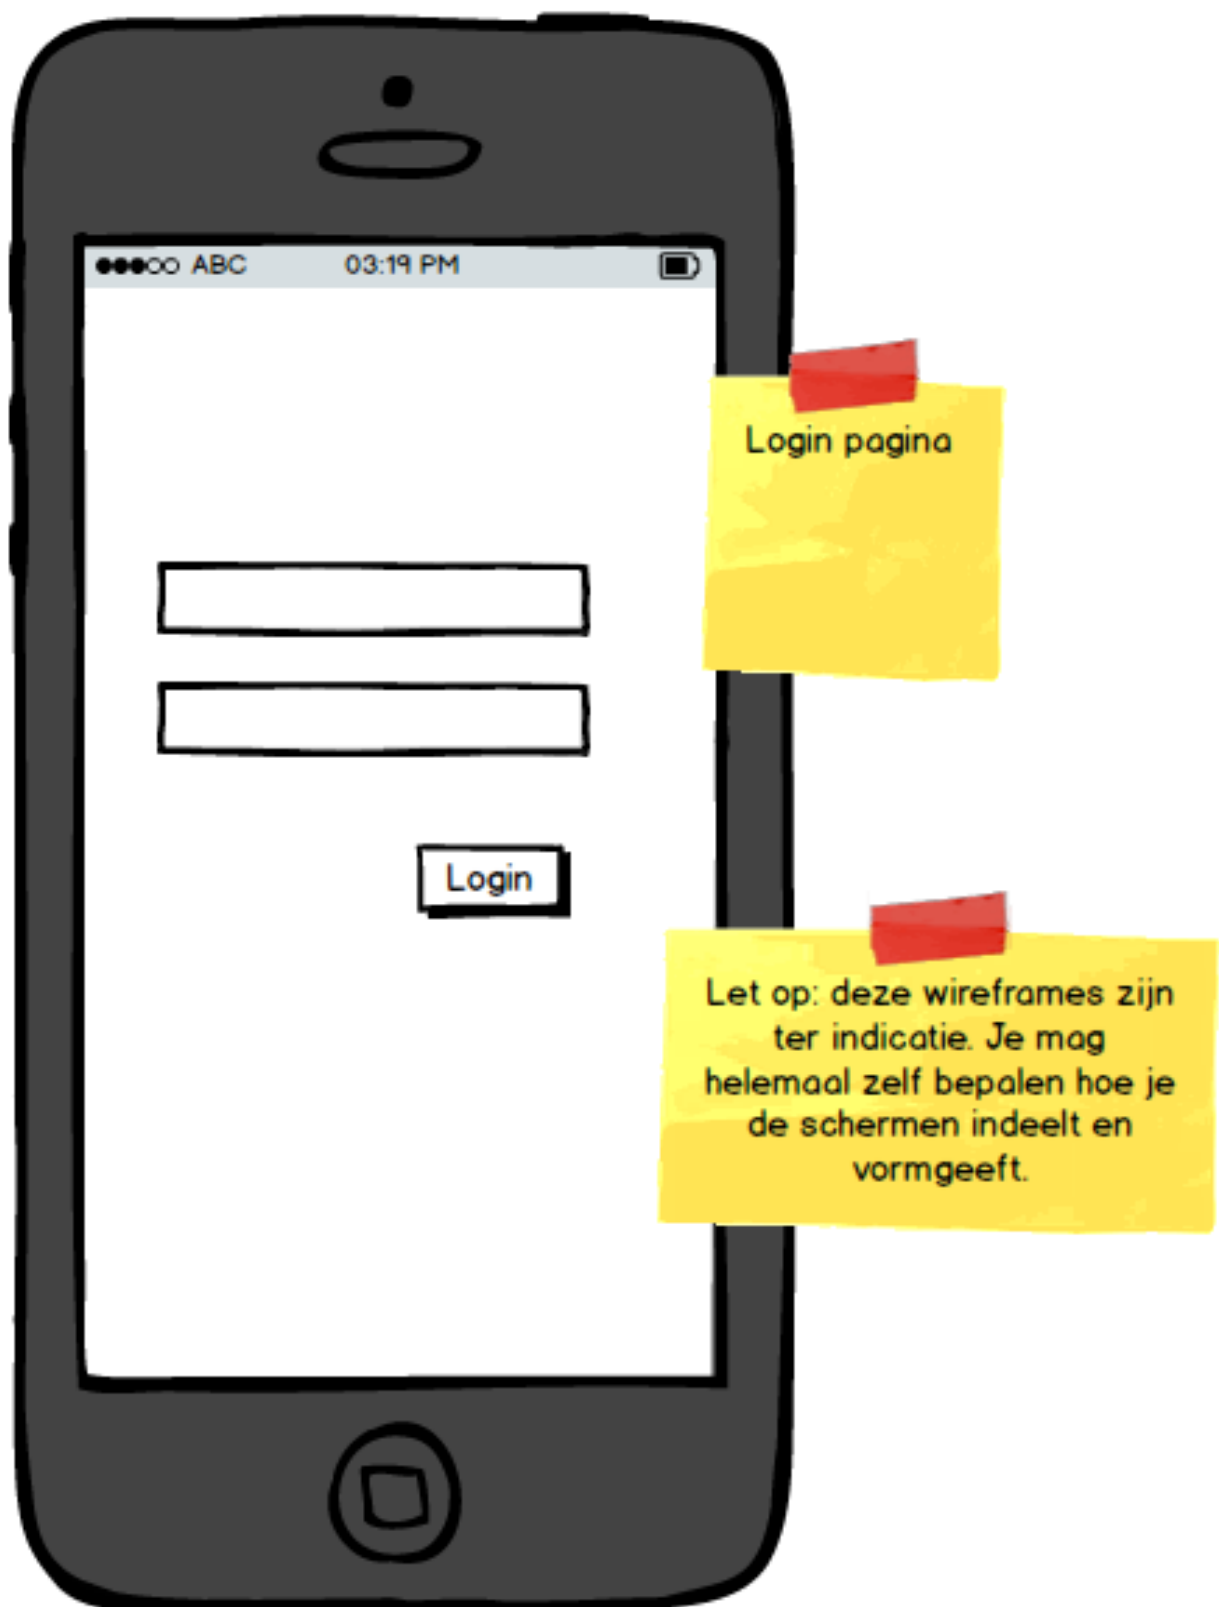 ABC 03:19 PM
Login pagina
Login
Let op: deze wireframes zijn
ter indicatie. Je mag
helemaal zelf bepalen hoe je
de schermen indeelt en
vormgeeft.